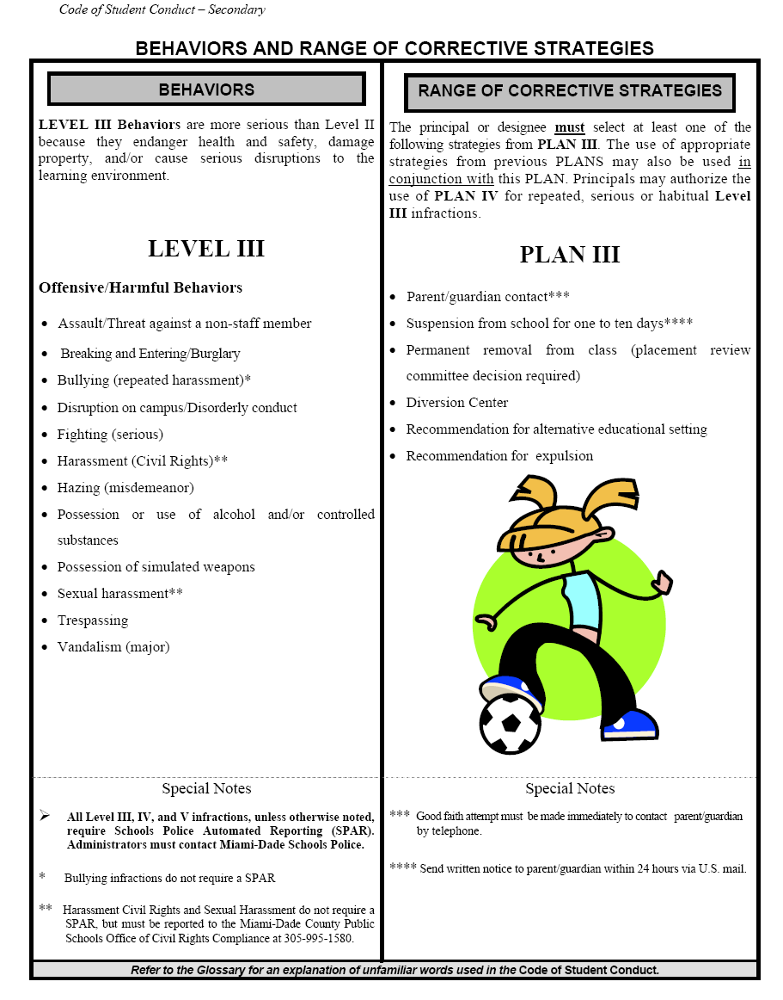 Code of Student Conduct – Secondary
BEHAVIORS AND RANGE OF CORRECTIVE STRATEGIES
BEHAVIORS
LEVEL III Behaviors are more serious than Level II
because they endanger health and safety, damage
property, and/or cause serious disruptions to the
learning environment.
LEVEL III
Offensive/Harmful Behaviors
• Assault/Threat against a non-staff member
• Breaking and Entering/Burglary
• Bullying (repeated harassment)*
• Disruption on campus/Disorderly conduct
• Fighting (serious)
• Harassment (Civil Rights)**
• Hazing (misdemeanor)
• Possession or use of alcohol and/or controlled
substances
• Possession of simulated weapons
• Sexual harassment**
• Trespassing
• Vandalism (major)
Special Notes
➢ All Level III, IV, and V infractions, unless otherwise noted,
require Schools Police Automated Reporting (SPAR).
Administrators must contact Miami-Dade Schools Police.
* Bullying infractions do not require a SPAR
** Harassment Civil Rights and Sexual Harassment do not require a
SPAR, but must be reported to the Miami-Dade County Public
Schools Office of Civil Rights Compliance at 305-995-1580.
RANGE OF CORRECTIVE STRATEGIES
The principal or designee must select at least one of the
following strategies from PLAN III. The use of appropriate
strategies from previous PLANS may also be used in
conjunction with this PLAN. Principals may authorize the
use of PLAN IV for repeated, serious or habitual Level
III infractions.
PLAN III
• Parent/guardian contact***
• Suspension from school for one to ten days****
• Permanent removal from class (placement review
committee decision required)
• Diversion Center
• Recommendation for alternative educational setting
• Recommendation for expulsion
Special Notes
*** Good faith attempt must be made immediately to contact parent/guardian
by telephone.
**** Send written notice to parent/guardian within 24 hours via U.S. mail.
Refer to the Glossary for an explanation of unfamiliar words used in the Code of Student Conduct.